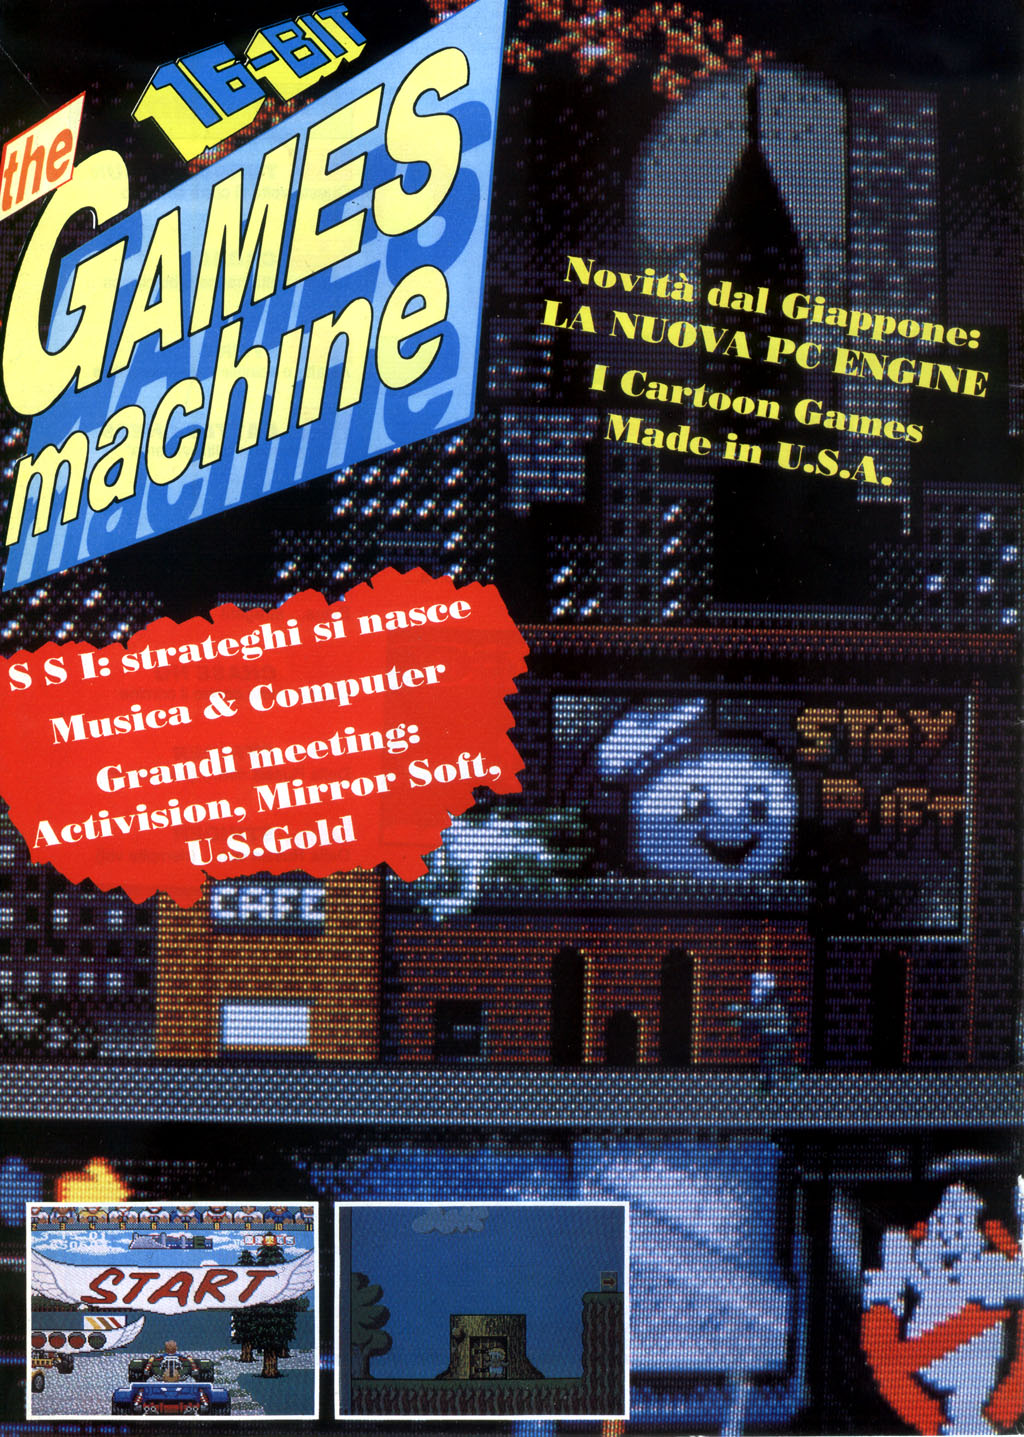 16-BIT
the
GAMES
machine
Novità dal Giappone:
LA NUOVA PC ENGINE
I Cartoon Games
Made in U.S.A.
S S I: strateghi si nasce
Musica & Computer
Grandi meeting:
Activision, Mirror Soft,
U.S.Gold
STAY
PUFT
CAFE
START